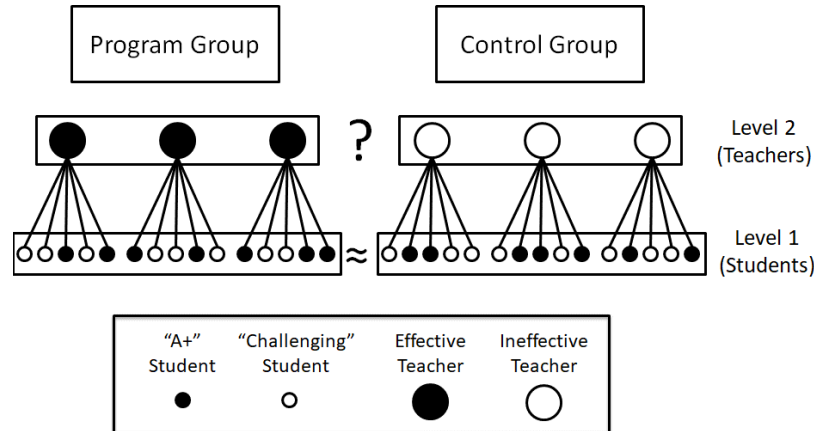 Program Group
Control Group
?
Level 2
(Teachers)
≈
Level 1
(Students)
“A+”
Student
“Challenging”
Student
Effective
Teacher
Ineffective
Teacher